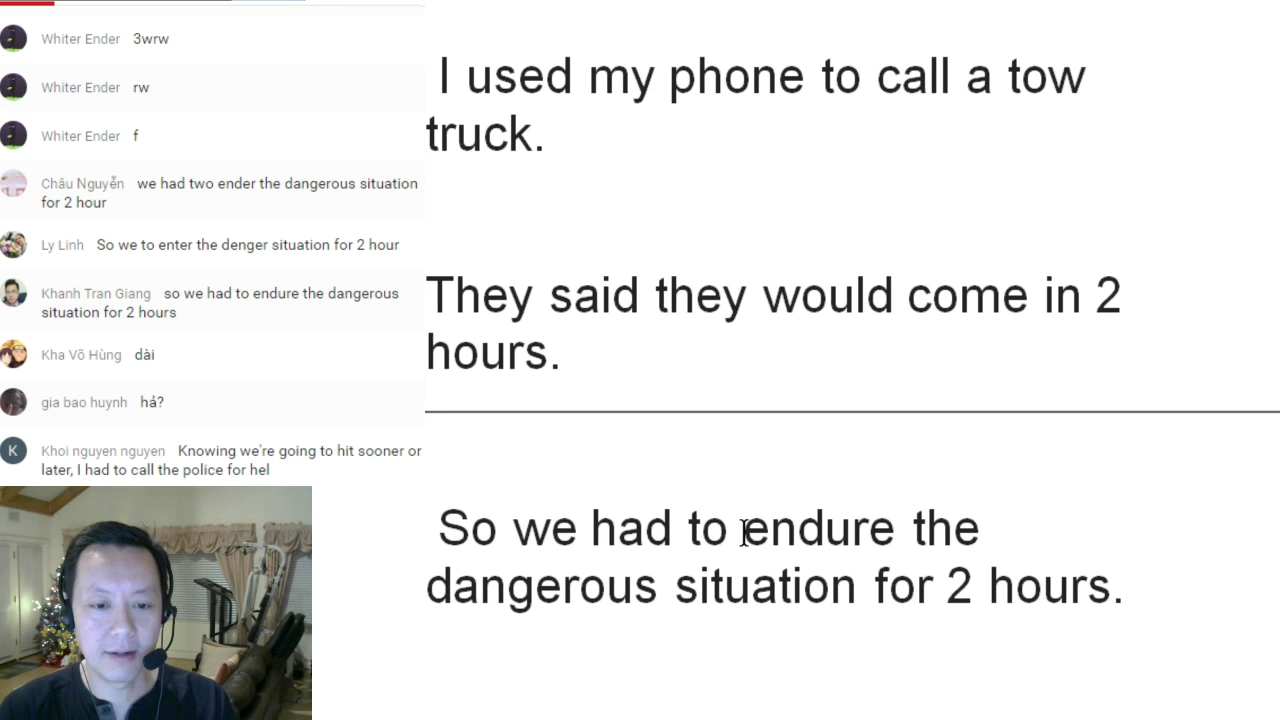 Whiter Ender 3wrw
Whiter Ender rw
Whiter Ender f
Châu Nguyễn we had two ender the dangerous situation
for 2 hour
Ly Linh So we to enter the denger situation for 2 hour
Khanh Tran Giang so we had to endure the dangerous
situation for 2 hours
Kha Võ Hùng dài
gia bao huynh hả?
K Khoi nguyen nguyen Knowing we're going to hit sooner or
later, I had to call the police for hel
I used my phone to call a tow
truck.
They said they would come in 2
hours.
So we had to endure the
dangerous situation for 2 hours.